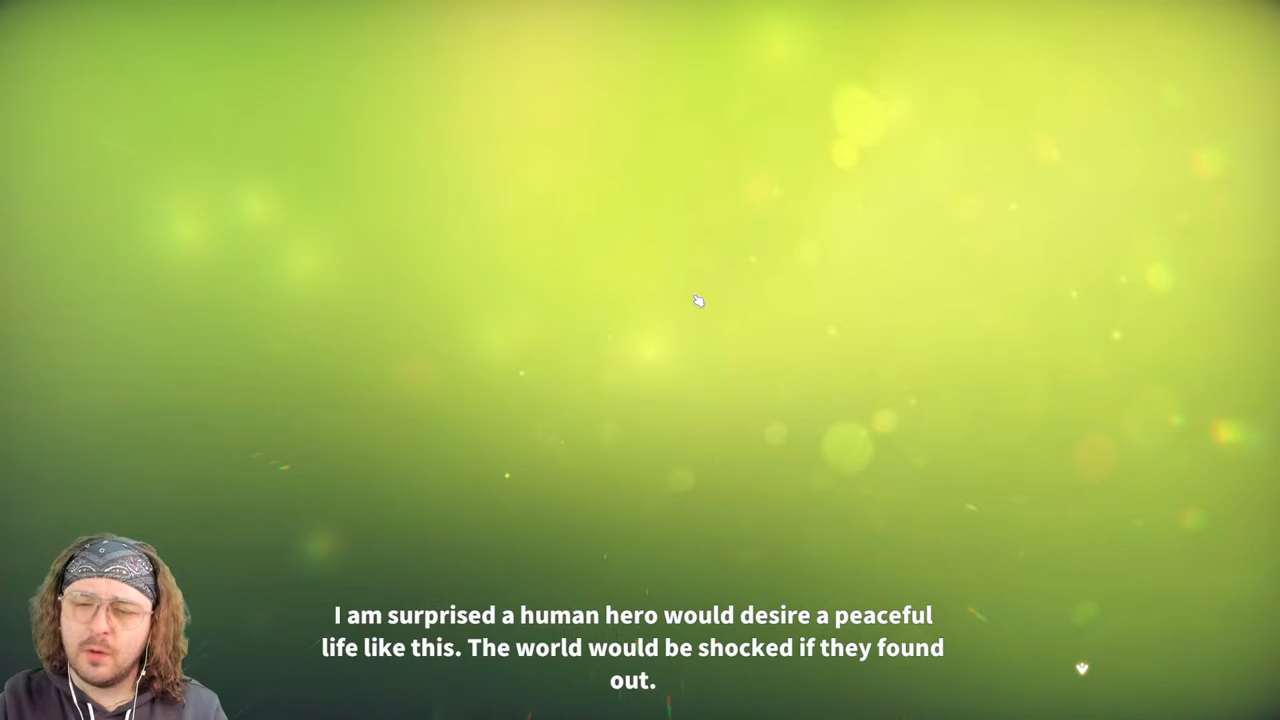 I am surprised a human hero would desire a peaceful
life like this. The world would be shocked if they found
out.